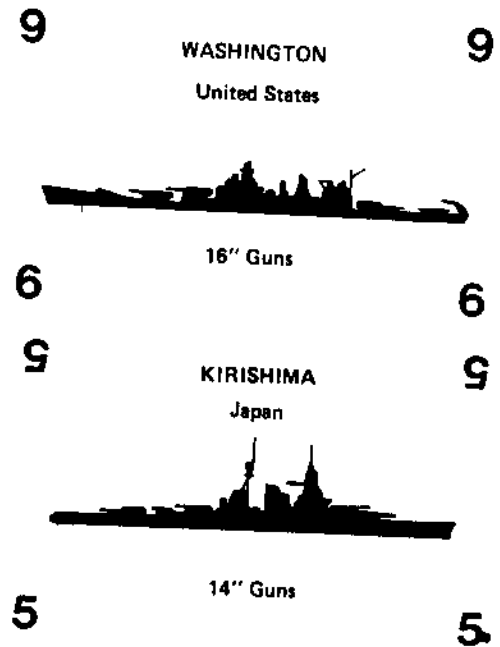 9 9
WASHINGTON
United States
16" Guns
6 6
5 5
KIRISHIMA
Japan
14" Guns
5 5